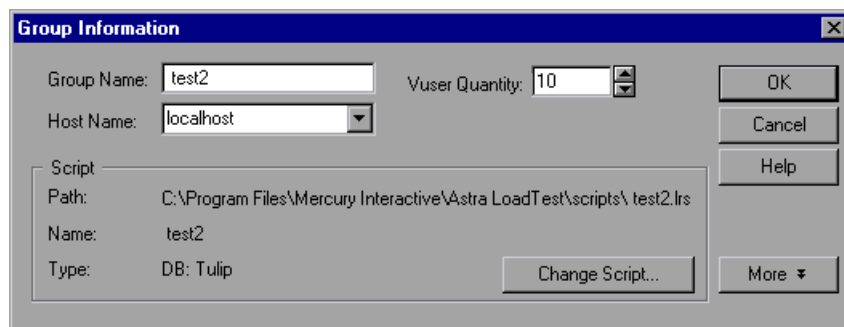 Group Information
Group Name: test2
Vuser Quantity: 10
OK
Host Name: localhost
Cancel
Help
Script
Path: C:\Program Files\Mercury Interactive\Astra LoadTest\scripts\ test2.lrs
Name: test2
Type: DB: Tulip
Change Script...
More